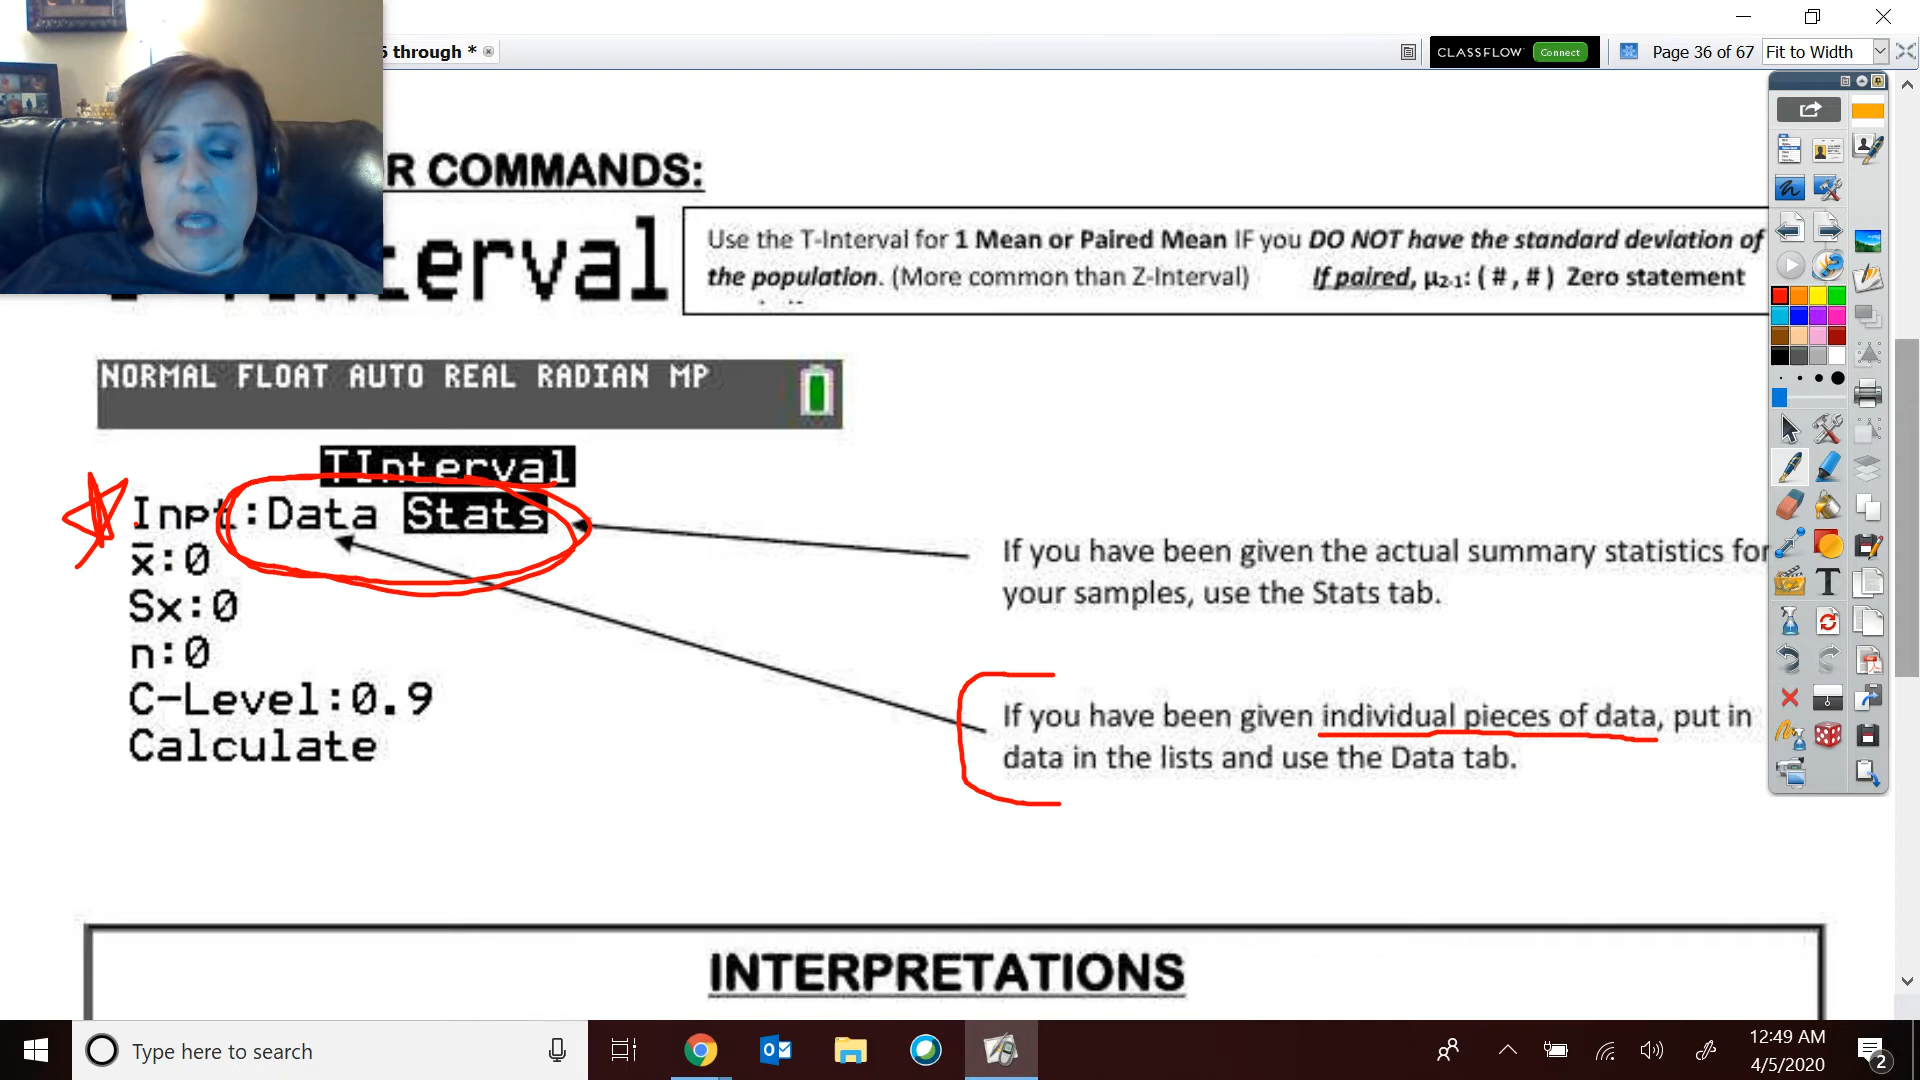 5 through *
CLASSFLOW Connect
Page 36 of 67
Fit to Width
R COMMANDS:
terval
Use the T-Interval for 1 Mean or Paired Mean IF you DO NOT have the standard deviation of
the population. (More common than Z-Interval) If paired, μ₂-₁: ( # , # ) Zero statement
NORMAL FLOAT AUTO REAL RADIAN MP
TInterval
Inpt:Data Stats
x̄:0
Sx:0
n:0
C-Level:0.9
Calculate
If you have been given the actual summary statistics for
your samples, use the Stats tab.
If you have been given individual pieces of data, put in
data in the lists and use the Data tab.
INTERPRETATIONS
T
Type here to search
12:49 AM
4/5/2020
2